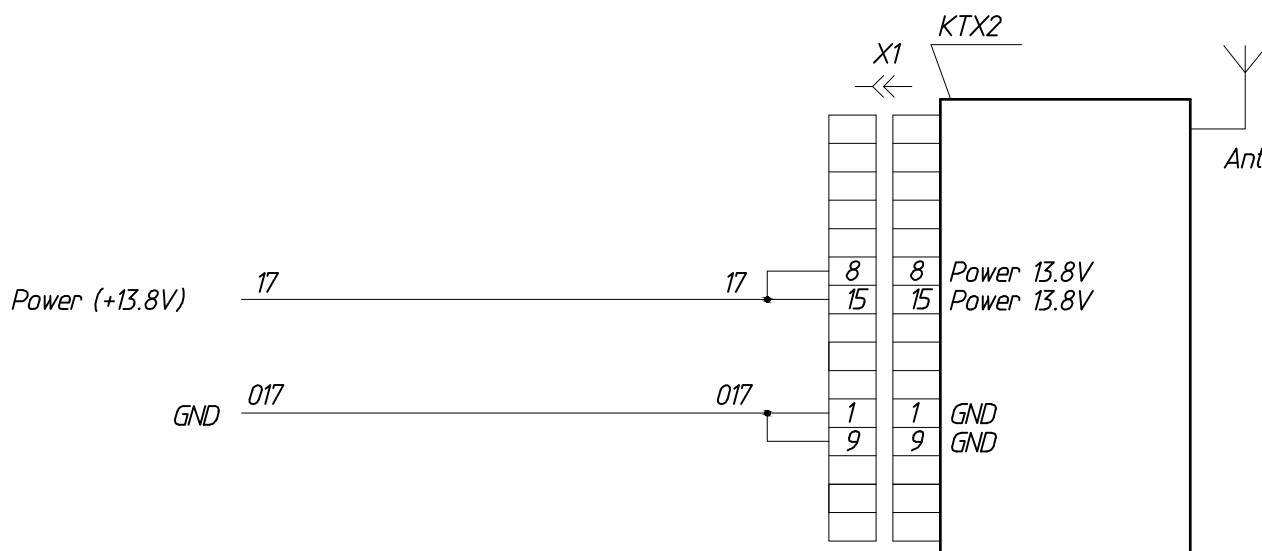 KTX2
X1
Ant
17 17 8 8 Power 13.8V
Power (+13.8V) 15 15 Power 13.8V
017 017 1 1 GND
GND 9 9 GND